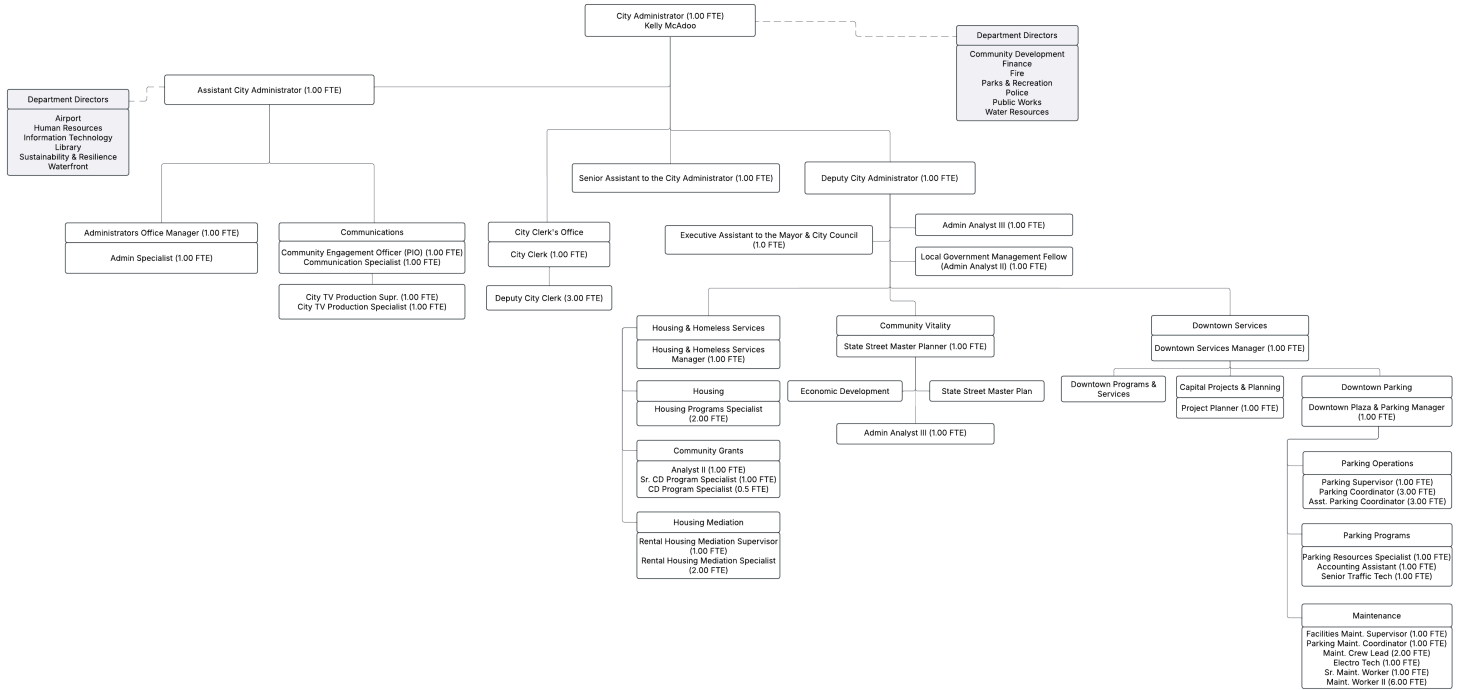 City Administrator (1.00 FTE)
Kelly McAdoo
Department Directors
Community Development
Finance
Fire
Parks & Recreation
Police
Public Works
Water Resources
Assistant City Administrator (1.00 FTE)
Department Directors
Airport
Human Resources
Information Technology
Library
Sustainability & Resilience
Waterfront
Senior Assistant to the City Administrator (1.00 FTE)
Deputy City Administrator (1.00 FTE)
Administrators Office Manager (1.00 FTE)
Admin Specialist (1.00 FTE)
Communications
Community Engagement Officer (PIO) (1.00 FTE)
Communication Specialist (1.00 FTE)
City TV Production Supr. (1.00 FTE)
City TV Production Specialist (1.00 FTE)
City Clerk's Office
City Clerk (1.00 FTE)
Deputy City Clerk (3.00 FTE)
Executive Assistant to the Mayor & City Council
(1.0 FTE)
Admin Analyst III (1.00 FTE)
Local Government Management Fellow
(Admin Analyst II) (1.00 FTE)
Housing & Homeless Services
Housing & Homeless Services
Manager (1.00 FTE)
Housing
Housing Programs Specialist
(2.00 FTE)
Community Grants
Analyst II (1.00 FTE)
Sr. CD Program Specialist (1.00 FTE)
CD Program Specialist (0.5 FTE)
Housing Mediation
Rental Housing Mediation Supervisor
(1.00 FTE)
Rental Housing Mediation Specialist
(2.00 FTE)
Community Vitality
State Street Master Planner (1.00 FTE)
Economic Development
State Street Master Plan
Admin Analyst III (1.00 FTE)
Downtown Services
Downtown Services Manager (1.00 FTE)
Downtown Programs &
Services
Capital Projects & Planning
Project Planner (1.00 FTE)
Downtown Parking
Downtown Plaza & Parking Manager
(1.00 FTE)
Parking Operations
Parking Supervisor (1.00 FTE)
Parking Coordinator (3.00 FTE)
Asst. Parking Coordinator (3.00 FTE)
Parking Programs
Parking Resources Specialist (1.00 FTE)
Accounting Assistant (1.00 FTE)
Senior Traffic Tech (1.00 FTE)
Maintenance
Facilities Maint. Supervisor (1.00 FTE)
Parking Maint. Coordinator (1.00 FTE)
Maint. Crew Lead (2.00 FTE)
Electro Tech (1.00 FTE)
Sr. Maint. Worker (1.00 FTE)
Maint. Worker II (6.00 FTE)